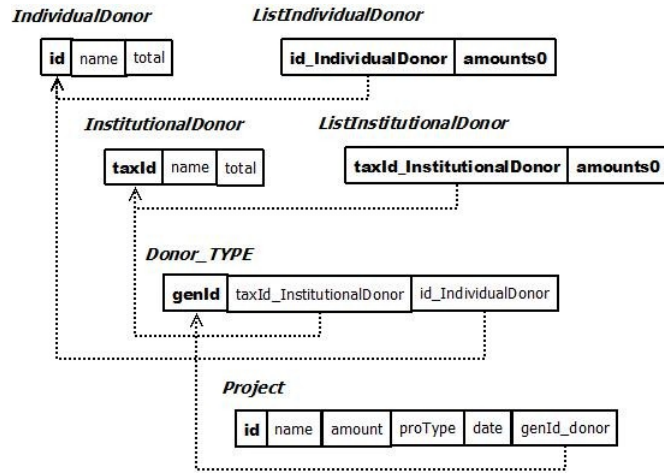 IndividualDonor ListIndividualDonor
id name total id_IndividualDonor amounts0
InstitutionalDonor ListInstitutionalDonor
taxId name total taxId_InstitutionalDonor amounts0
Donor_TYPE
genId taxId_InstitutionalDonor id_IndividualDonor
Project
id name amount proType date genId_donor